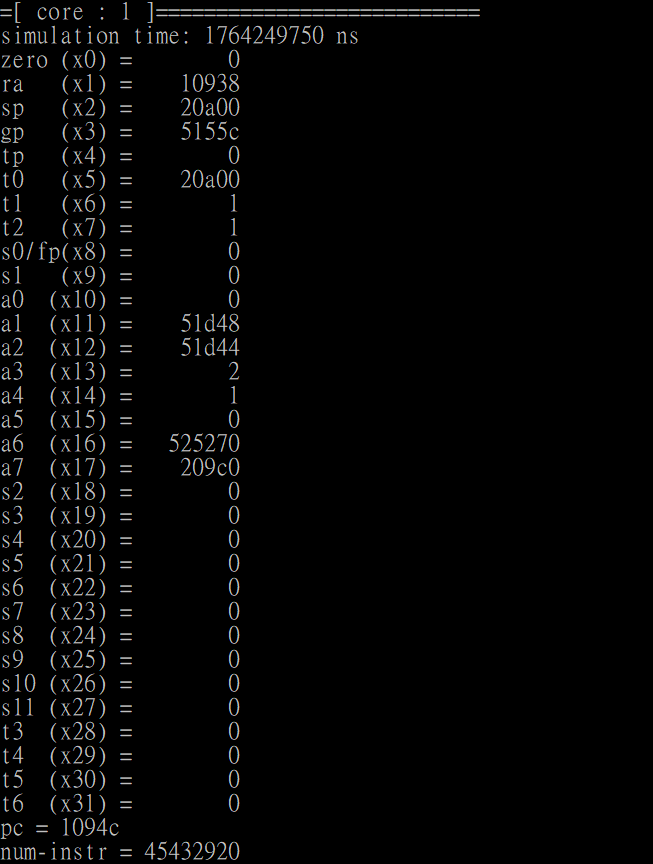 =[ core : 1 ]===========================
simulation time: 1764249750 ns
zero (x0) =        0
ra   (x1) =    10938
sp   (x2) =    20a00
gp   (x3) =    5155c
tp   (x4) =        0
t0   (x5) =    20a00
t1   (x6) =        1
t2   (x7) =        1
s0/fp(x8) =        0
s1   (x9) =        0
a0  (x10) =        0
a1  (x11) =    51d48
a2  (x12) =    51d44
a3  (x13) =        2
a4  (x14) =        1
a5  (x15) =        0
a6  (x16) =   525270
a7  (x17) =    209c0
s2  (x18) =        0
s3  (x19) =        0
s4  (x20) =        0
s5  (x21) =        0
s6  (x22) =        0
s7  (x23) =        0
s8  (x24) =        0
s9  (x25) =        0
s10 (x26) =        0
s11 (x27) =        0
t3  (x28) =        0
t4  (x29) =        0
t5  (x30) =        0
t6  (x31) =        0
pc = 1094c
num-instr = 45432920